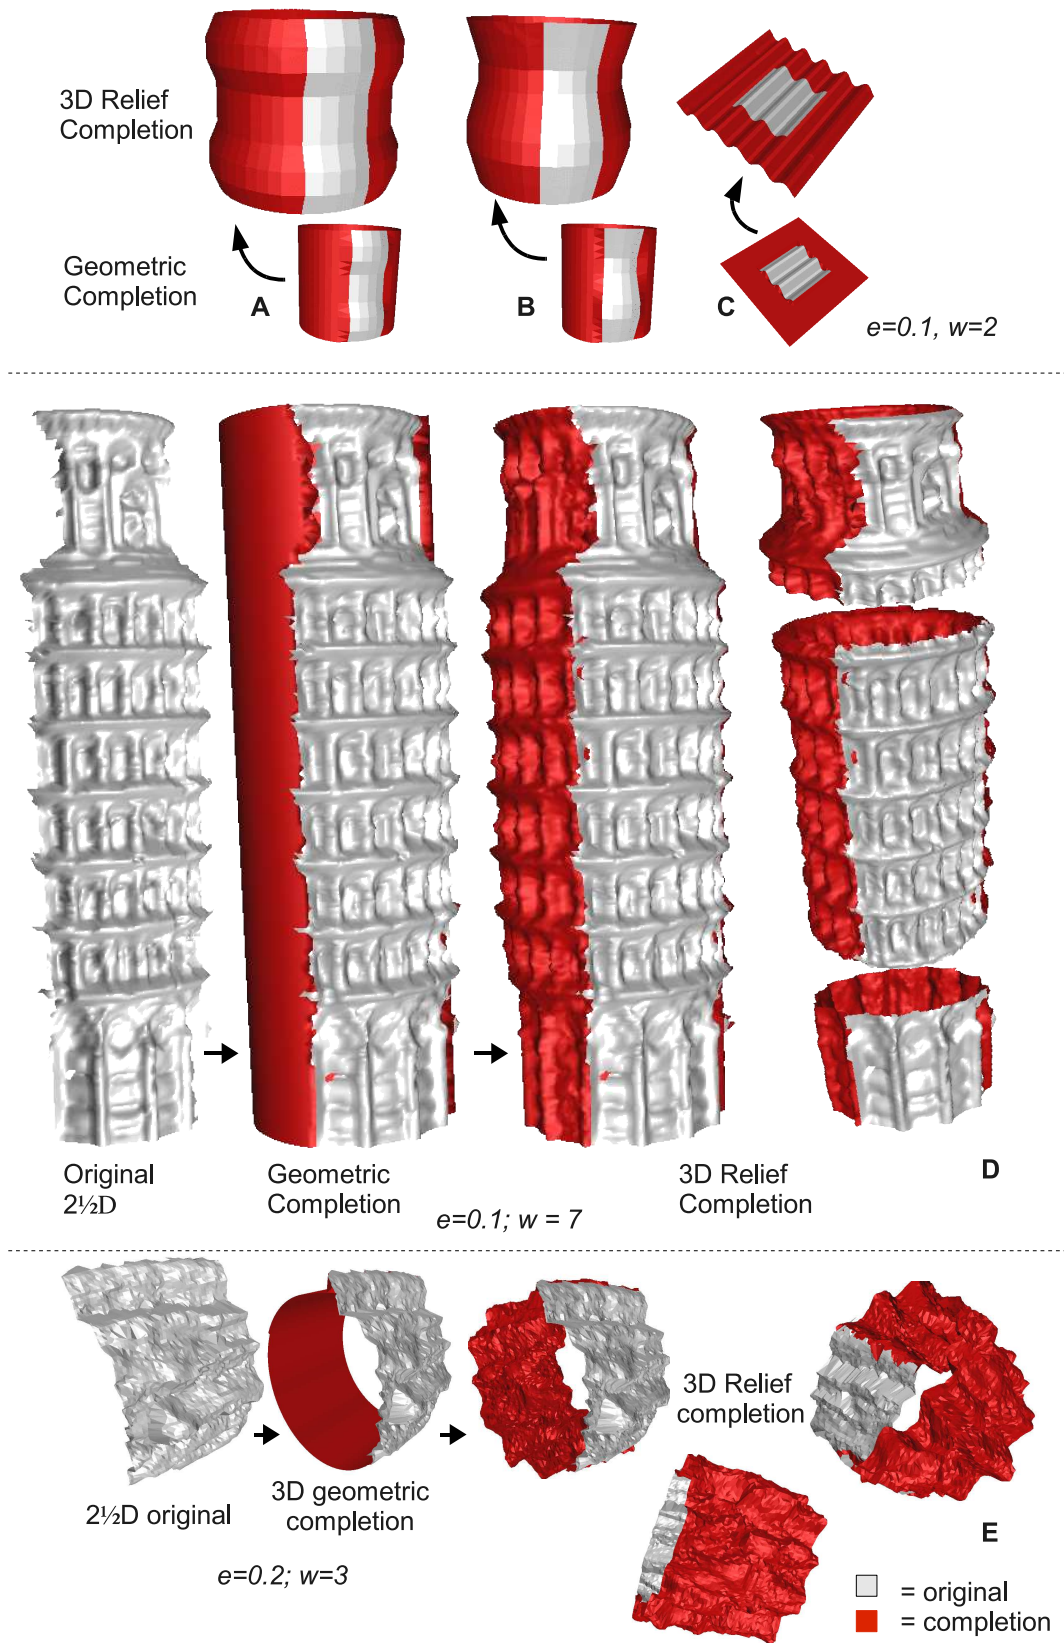 3D Relief
Completion
Geometric
Completion
A
B
C
e=0.1, w=2
Original
2½D
Geometric
Completion
3D Relief
Completion
D
e=0.1; w = 7
3D Relief
completion
2½D original
3D geometric
completion
E
e=0.2; w=3
= original
= completion